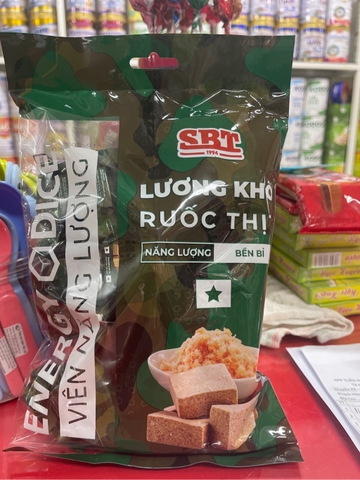 SBT
1994
LƯƠNG KHÔ
RUỐC THỊT
NĂNG LƯỢNG
BỀN BỈ
ENERGY DICE
VIÊN NĂNG LƯỢNG